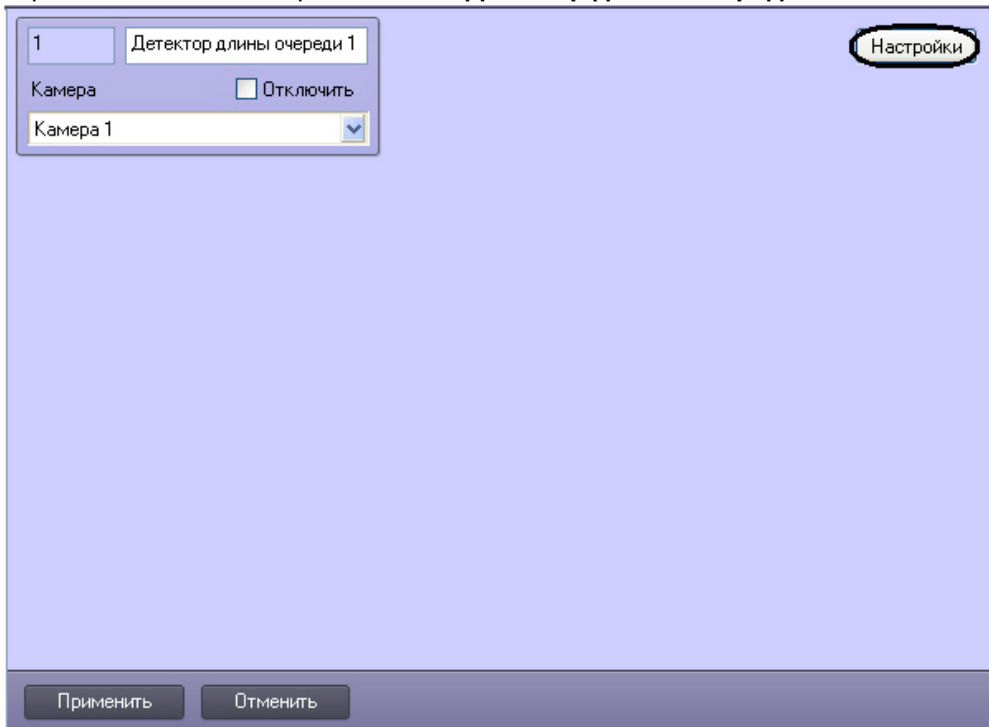 1
Детектор длины очереди 1
Настройки
Камера
Отключить
Камера 1
Применить
Отменить